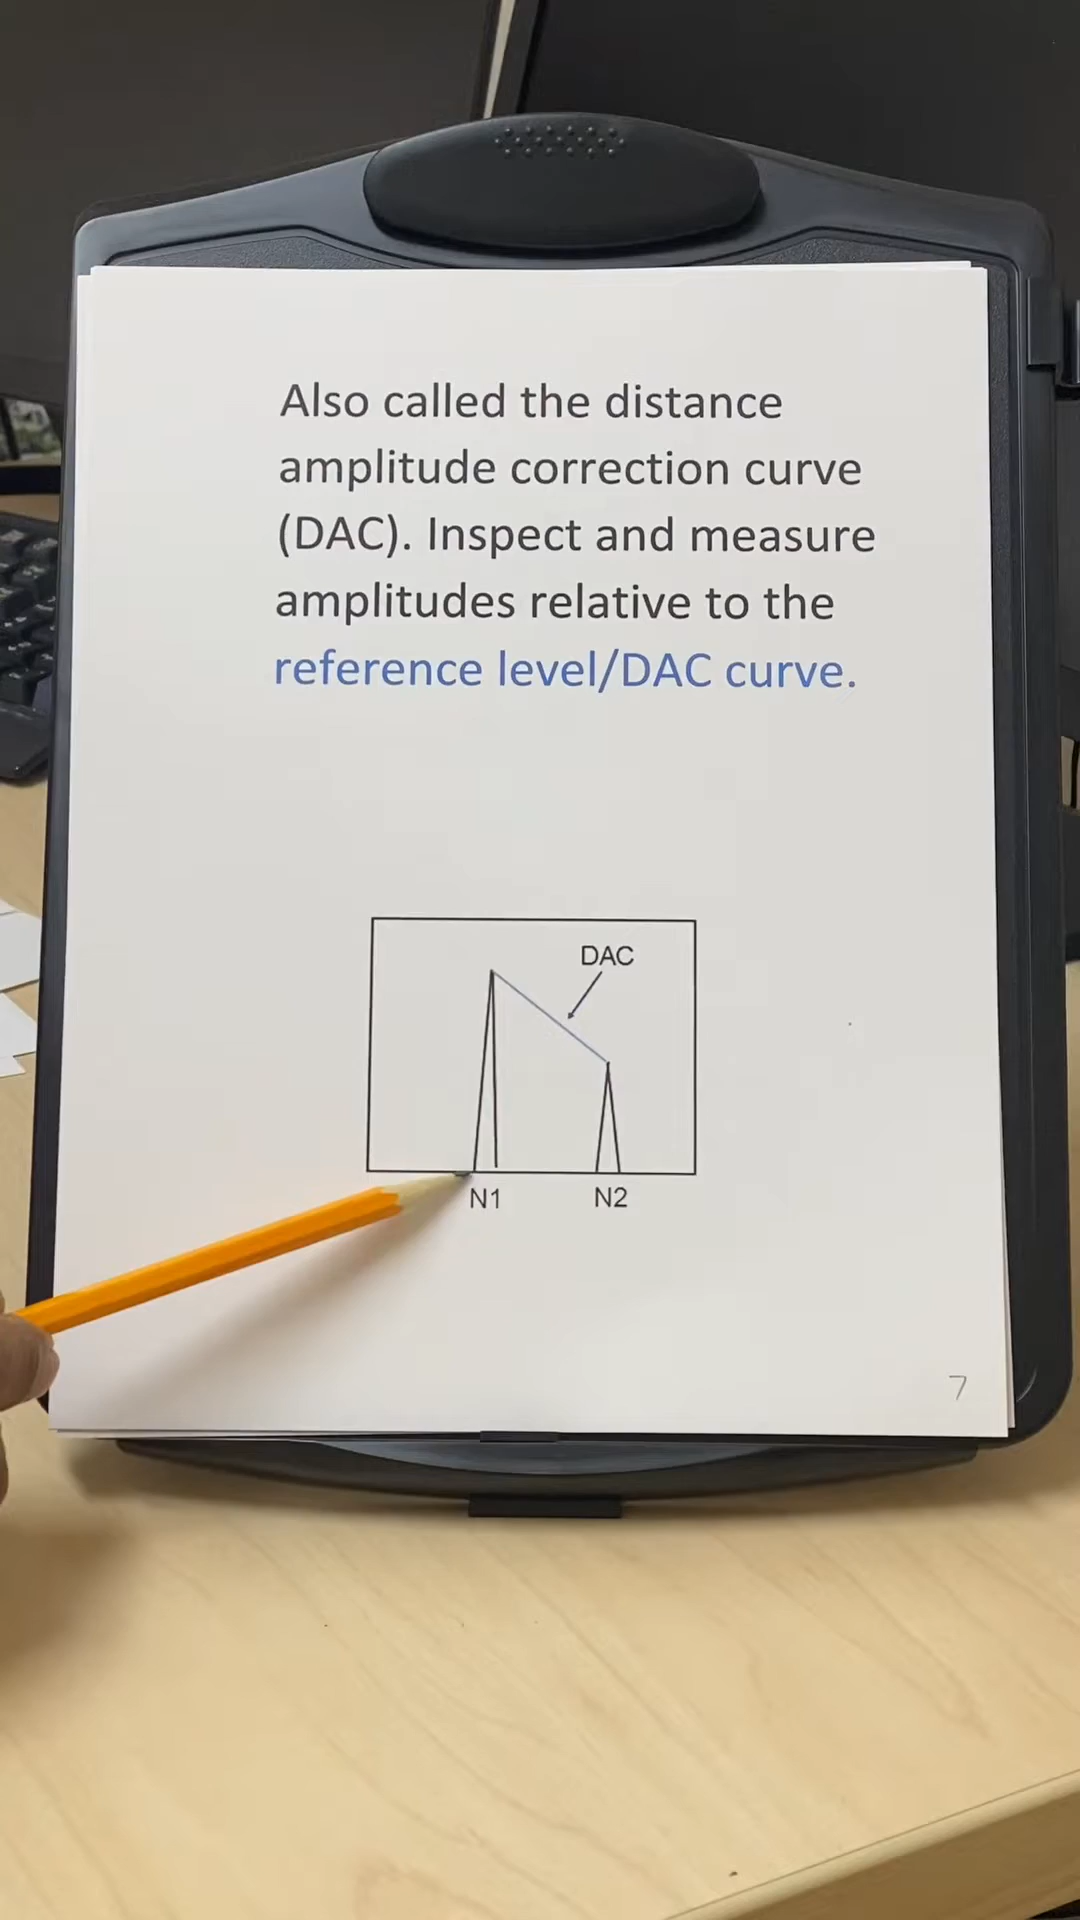 Also called the distance
amplitude correction curve
(DAC). Inspect and measure
amplitudes relative to the
reference level/DAC curve.
DAC
N1 N2
7